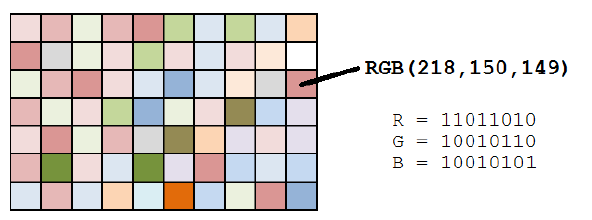 RGB(218,150,149)
R = 11011010
G = 10010110
B = 10010101